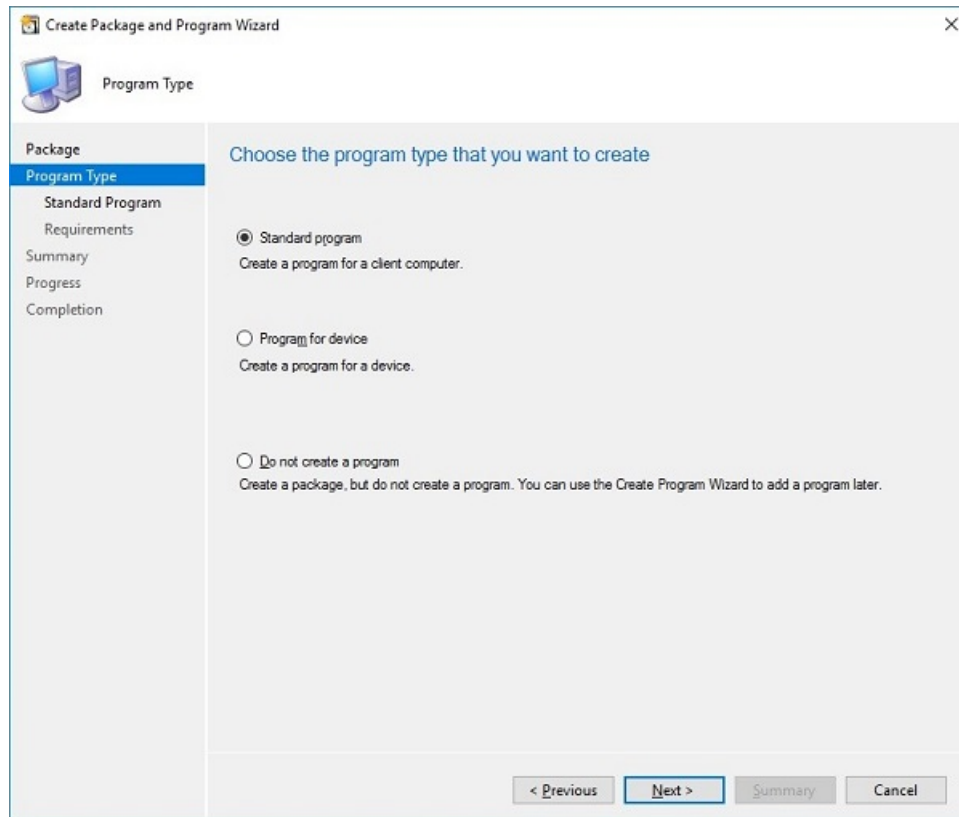 Create Package and Program Wizard
Program Type
Package
Program Type
Standard Program
Requirements
Summary
Progress
Completion
Choose the program type that you want to create
Standard program
Create a program for a client computer.
Program for device
Create a program for a device.
Do not create a program
Create a package, but do not create a program. You can use the Create Program Wizard to add a program later.
< Previous
Next >
Summary
Cancel